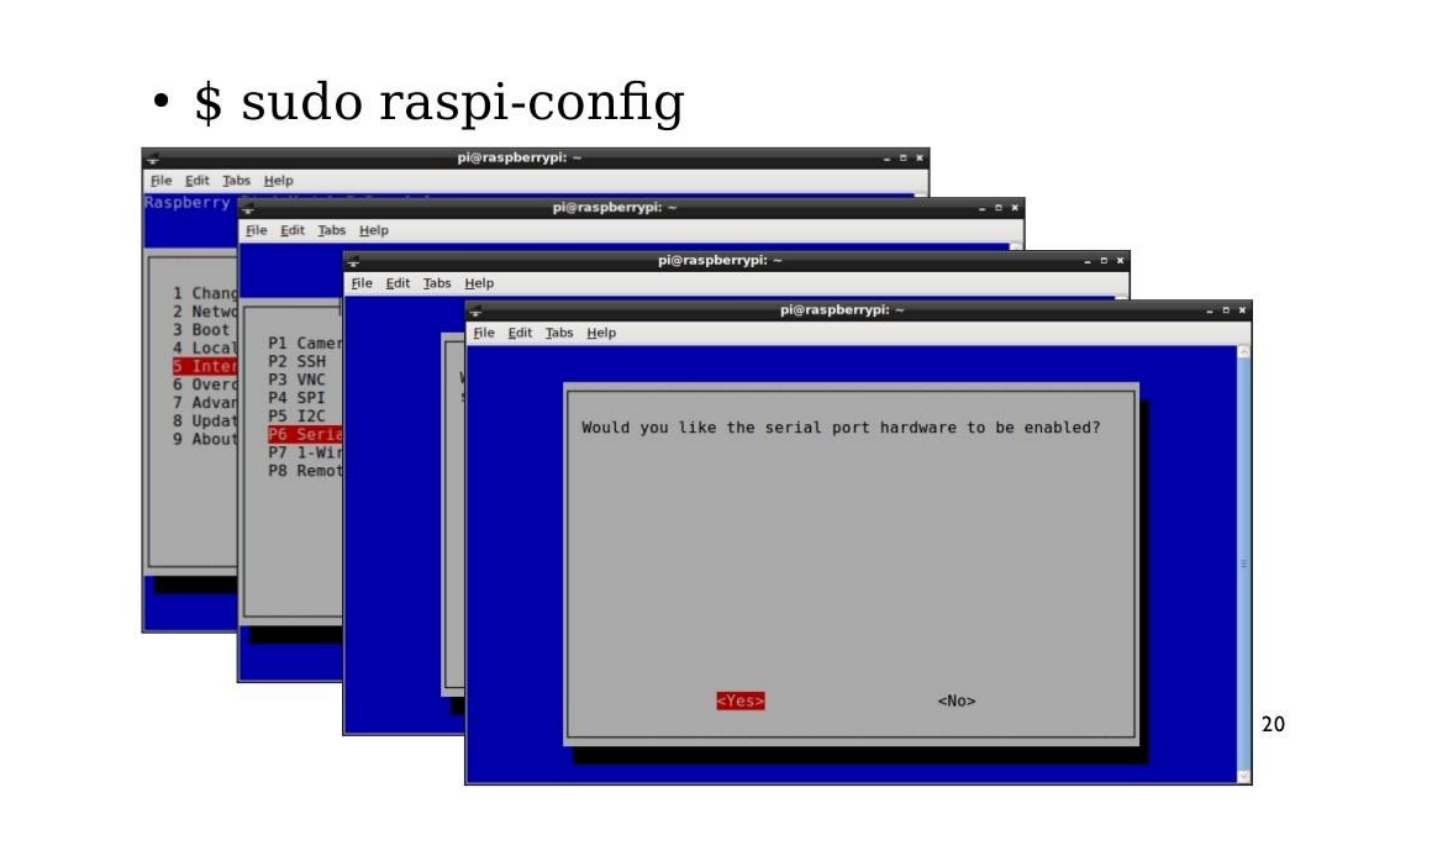 • $ sudo raspi-config
pi@raspberrypi: ~
File Edit Tabs Help
Raspberry
1 Chang
2 Netwo
3 Boot
4 Local
5 Inter
6 Overc
7 Advan
8 Updat
9 About
pi@raspberrypi: ~
File Edit Tabs Help
P1 Camer
P2 SSH
P3 VNC
P4 SPI
P5 I2C
P6 Seria
P7 1-Wir
P8 Remot
pi@raspberrypi: ~
File Edit Tabs Help
pi@raspberrypi: ~
File Edit Tabs Help
Would you like the serial port hardware to be enabled?
<Yes> <No>
20